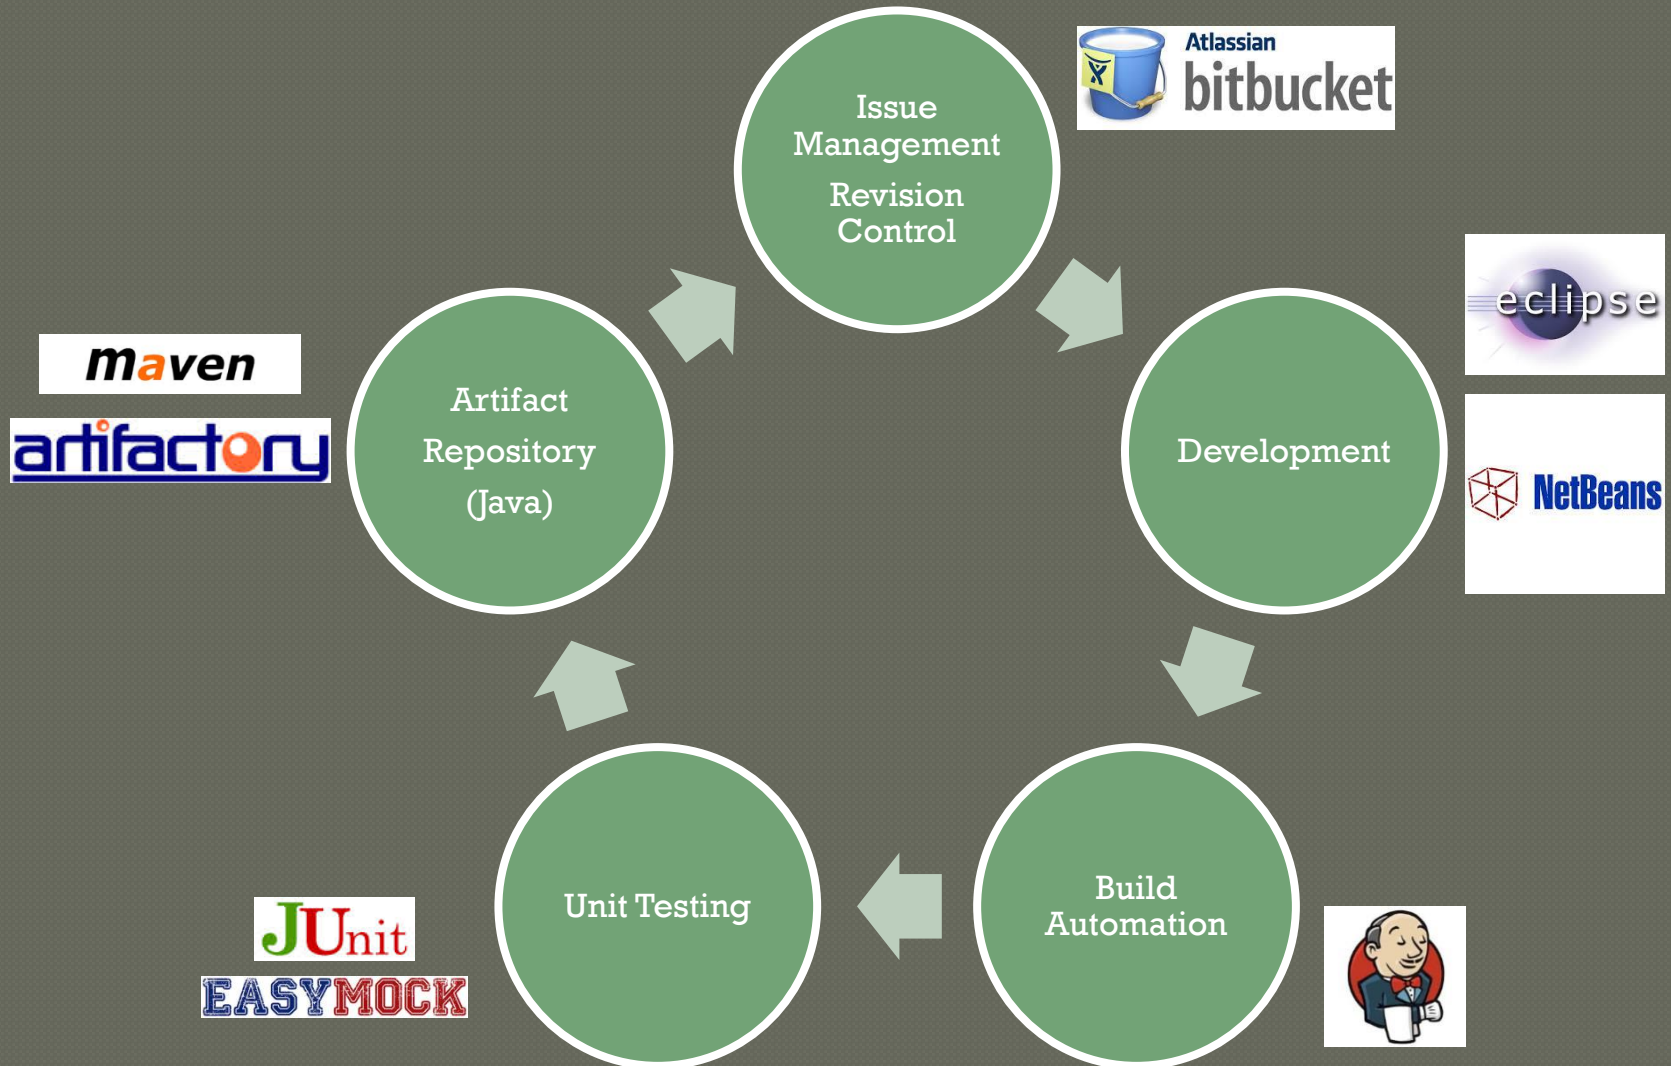 Issue
Management
Revision
Control
Atlassian
bitbucket
eclipse
NetBeans
Development
Build
Automation
Unit Testing
JUnit
EASYMOCK
Artifact
Repository
(Java)
maven
artifactory